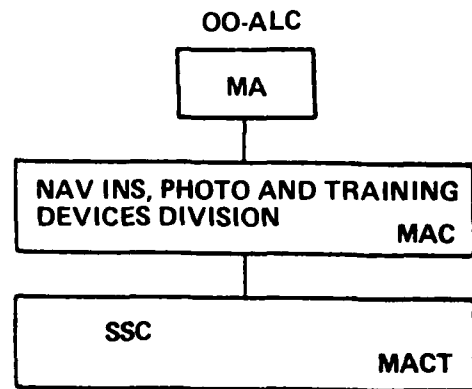 OO-ALC
MA
NAV INS, PHOTO AND TRAINING
DEVICES DIVISION
MAC
SSC
MACT